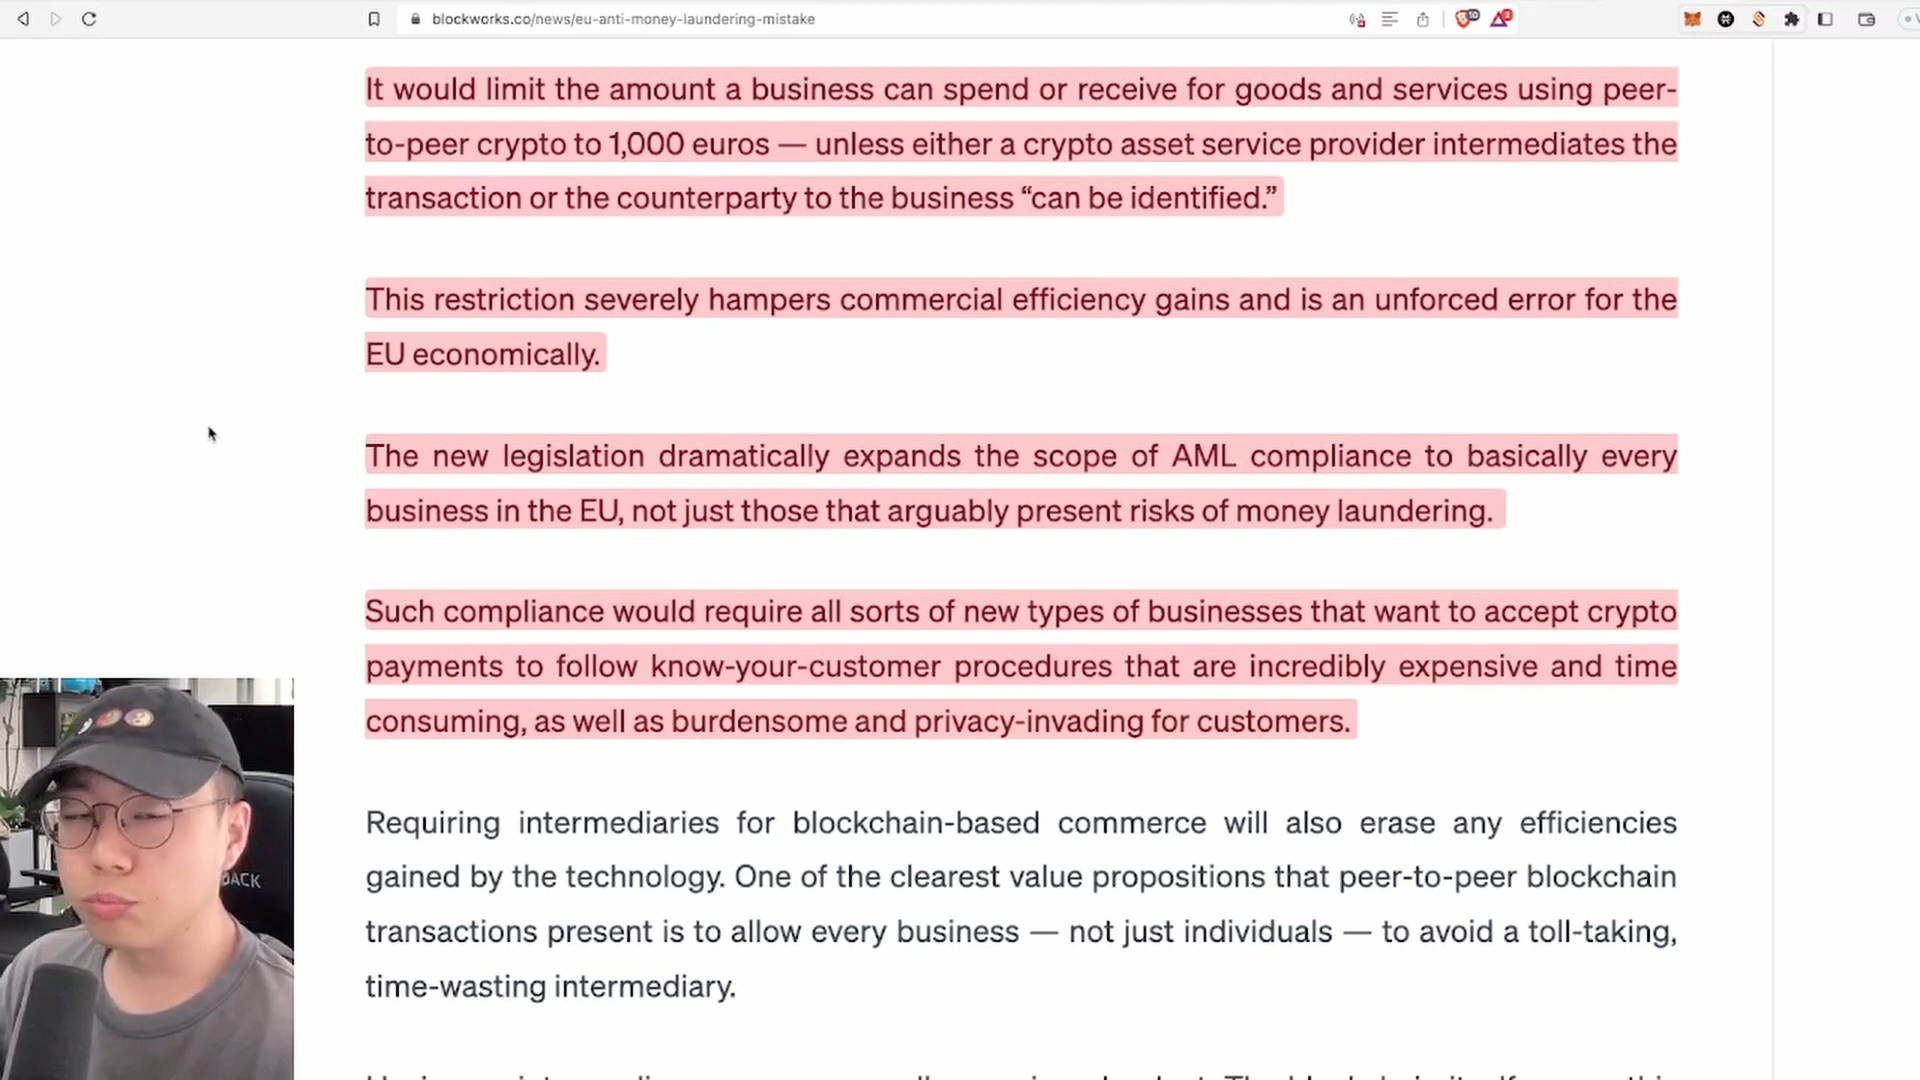 blockworks.co/news/eu-anti-money-laundering-mistake
It would limit the amount a business can spend or receive for goods and services using peer-
to-peer crypto to 1,000 euros — unless either a crypto asset service provider intermediates the
transaction or the counterparty to the business “can be identified.”
This restriction severely hampers commercial efficiency gains and is an unforced error for the
EU economically.
The new legislation dramatically expands the scope of AML compliance to basically every
business in the EU, not just those that arguably present risks of money laundering.
Such compliance would require all sorts of new types of businesses that want to accept crypto
payments to follow know-your-customer procedures that are incredibly expensive and time
consuming, as well as burdensome and privacy-invading for customers.
Requiring intermediaries for blockchain-based commerce will also erase any efficiencies
gained by the technology. One of the clearest value propositions that peer-to-peer blockchain
transactions present is to allow every business — not just individuals — to avoid a toll-taking,
time-wasting intermediary.